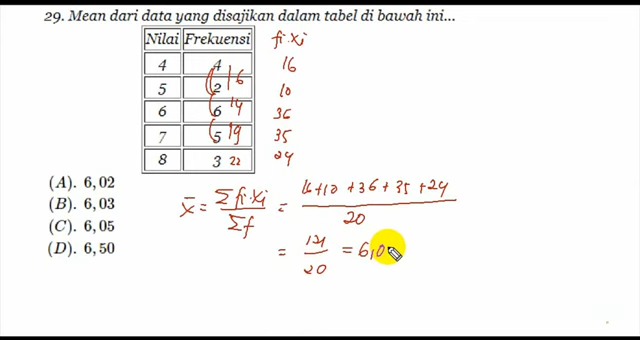 29. Mean dari data yang disajikan dalam tabel di bawah ini...
Nilai Frekuensi fi·xi
4 4 16
5 2 6 10
6 6 14 36
7 5 19 35
8 3 22 24
(A). 6,02
(B). 6,03
(C). 6,05
(D). 6,50
x̄ = Σfi·xi / Σf = 16+10+36+35+24 / 20
= 121 / 20 = 6,0